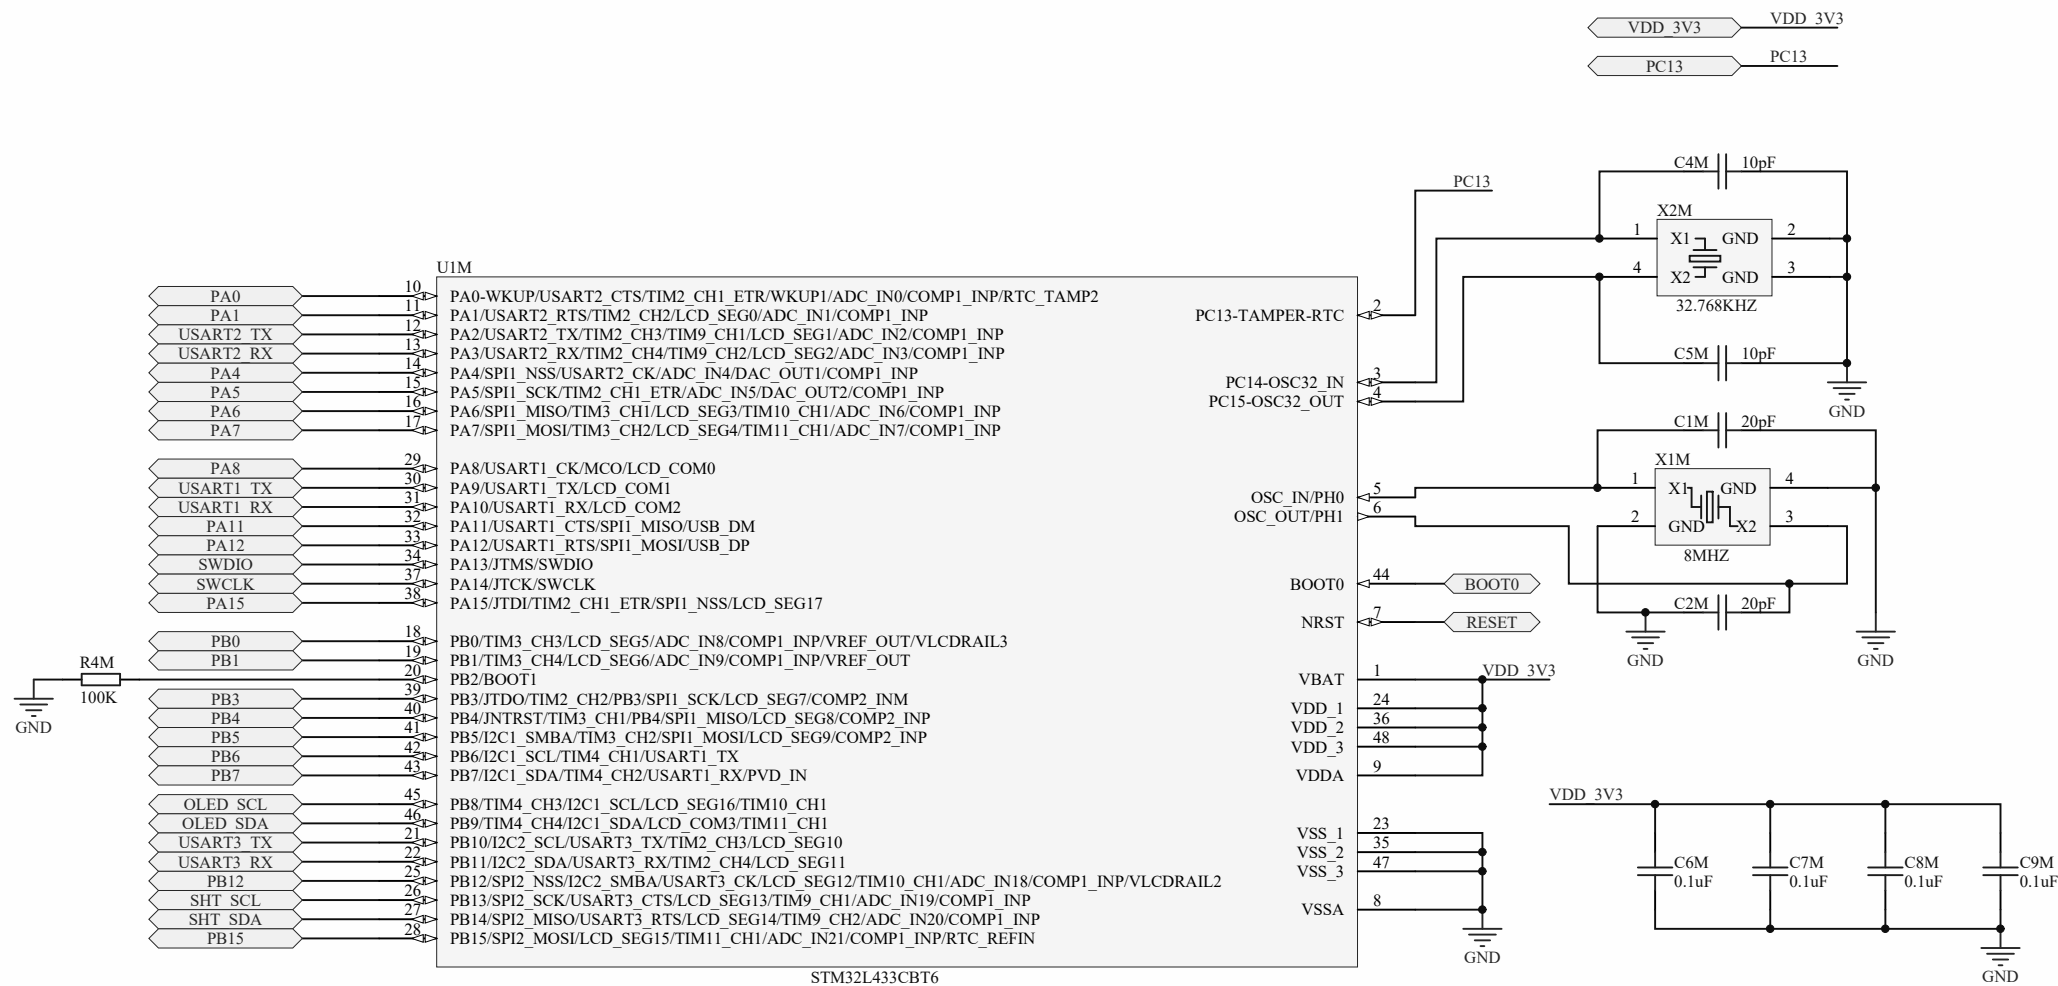 VDD_3V3 VDD_3V3
PC13 PC13
C4M 10pF
PC13
X2M
1 X1 GND 2
4 X2 GND 3
32.768KHZ
C5M 10pF
GND
C1M 20pF
X1M
1 X1 GND 4
2 GND X2 3
8MHZ
C2M 20pF
GND GND
U1M
PA0 10 PA0-WKUP/USART2_CTS/TIM2_CH1_ETR/WKUP1/ADC_IN0/COMP1_INP/RTC_TAMP2
PA1 11 PA1/USART2_RTS/TIM2_CH2/LCD_SEG0/ADC_IN1/COMP1_INP
USART2_TX 12 PA2/USART2_TX/TIM2_CH3/TIM9_CH1/LCD_SEG1/ADC_IN2/COMP1_INP
USART2_RX 13 PA3/USART2_RX/TIM2_CH4/TIM9_CH2/LCD_SEG2/ADC_IN3/COMP1_INP
PA4 14 PA4/SPI1_NSS/USART2_CK/ADC_IN4/DAC_OUT1/COMP1_INP
PA5 15 PA5/SPI1_SCK/TIM2_CH1_ETR/ADC_IN5/DAC_OUT2/COMP1_INP
PA6 16 PA6/SPI1_MISO/TIM3_CH1/LCD_SEG3/TIM10_CH1/ADC_IN6/COMP1_INP
PA7 17 PA7/SPI1_MOSI/TIM3_CH2/LCD_SEG4/TIM11_CH1/ADC_IN7/COMP1_INP
PA8 29 PA8/USART1_CK/MCO/LCD_COM0
USART1_TX 30 PA9/USART1_TX/LCD_COM1
USART1_RX 31 PA10/USART1_RX/LCD_COM2
PA11 32 PA11/USART1_CTS/SPI1_MISO/USB_DM
PA12 33 PA12/USART1_RTS/SPI1_MOSI/USB_DP
SWDIO 34 PA13/JTMS/SWDIO
SWCLK 37 PA14/JTCK/SWCLK
PA15 38 PA15/JTDI/TIM2_CH1_ETR/SPI1_NSS/LCD_SEG17
PB0 18 PB0/TIM3_CH3/LCD_SEG5/ADC_IN8/COMP1_INP/VREF_OUT/VLCDRAIL3
PB1 19 PB1/TIM3_CH4/LCD_SEG6/ADC_IN9/COMP1_INP/VREF_OUT
R4M
20 PB2/BOOT1
100K
GND
PB3 39 PB3/JTDO/TIM2_CH2/PB3/SPI1_SCK/LCD_SEG7/COMP2_INM
PB4 40 PB4/JNTRST/TIM3_CH1/PB4/SPI1_MISO/LCD_SEG8/COMP2_INP
PB5 41 PB5/I2C1_SMBA/TIM3_CH2/SPI1_MOSI/LCD_SEG9/COMP2_INP
PB6 42 PB6/I2C1_SCL/TIM4_CH1/USART1_TX
PB7 43 PB7/I2C1_SDA/TIM4_CH2/USART1_RX/PVD_IN
OLED_SCL 45 PB8/TIM4_CH3/I2C1_SCL/LCD_SEG16/TIM10_CH1
OLED_SDA 46 PB9/TIM4_CH4/I2C1_SDA/LCD_COM3/TIM11_CH1
USART3_TX 21 PB10/I2C2_SCL/USART3_TX/TIM2_CH3/LCD_SEG10
USART3_RX 22 PB11/I2C2_SDA/USART3_RX/TIM2_CH4/LCD_SEG11
PB12 25 PB12/SPI2_NSS/I2C2_SMBA/USART3_CK/LCD_SEG12/TIM10_CH1/ADC_IN18/COMP1_INP/VLCDRAIL2
SHT_SCL 26 PB13/SPI2_SCK/USART3_CTS/LCD_SEG13/TIM9_CH1/ADC_IN19/COMP1_INP
SHT_SDA 27 PB14/SPI2_MISO/USART3_RTS/LCD_SEG14/TIM9_CH2/ADC_IN20/COMP1_INP
PB15 28 PB15/SPI2_MOSI/LCD_SEG15/TIM11_CH1/ADC_IN21/COMP1_INP/RTC_REFIN
PC13-TAMPER-RTC 2
PC14-OSC32_IN 3
PC15-OSC32_OUT 4
OSC_IN/PH0 5
OSC_OUT/PH1 6
BOOT0 44 BOOT0
NRST 7 RESET
VBAT 1 VDD_3V3
VDD_1 24
VDD_2 36
VDD_3 48
VDDA 9
VSS_1 23
VSS_2 35
VSS_3 47
VSSA 8
GND
STM32L433CBT6
VDD_3V3
C6M C7M C8M C9M
0.1uF 0.1uF 0.1uF 0.1uF
GND